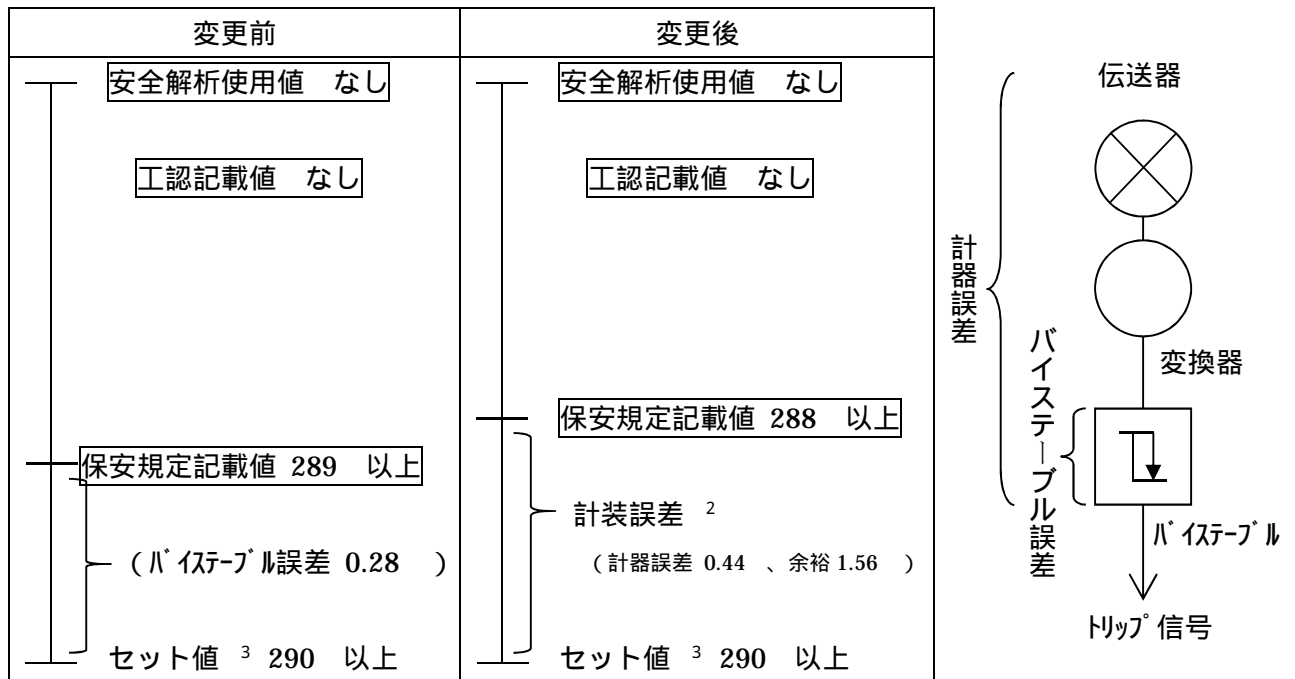 変更前
変更後
安全解析使用値　なし
安全解析使用値　なし
工認記載値　なし
工認記載値　なし
保安規定記載値 289　以上
保安規定記載値 288　以上
（ﾊﾞｲｽﾃｰﾌﾞﾙ誤差 0.28　）
計装誤差 2
（計器誤差 0.44　、余裕 1.56　）
セット値 3 290　以上
セット値 3 290　以上
伝送器
計器誤差
変換器
バイステーブル誤差
ﾊﾞｲｽﾃｰﾌﾞﾙ
ﾄﾘｯﾌﾟ信号